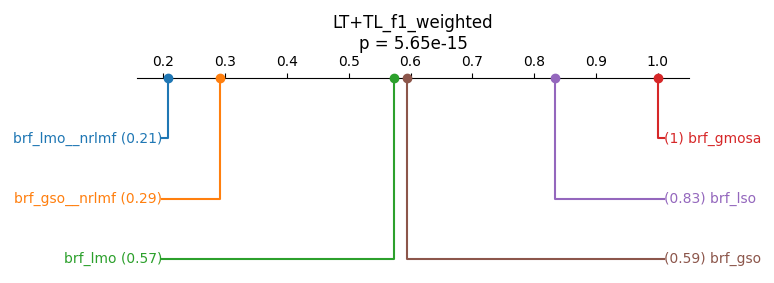 LT+TL_f1_weighted
p = 5.65e-15
0.2 0.3 0.4 0.5 0.6 0.7 0.8 0.9 1.0
brf_lmo__nrlmf (0.21) (1) brf_gmosa
brf_gso__nrlmf (0.29) (0.83) brf_lso
brf_lmo (0.57) (0.59) brf_gso